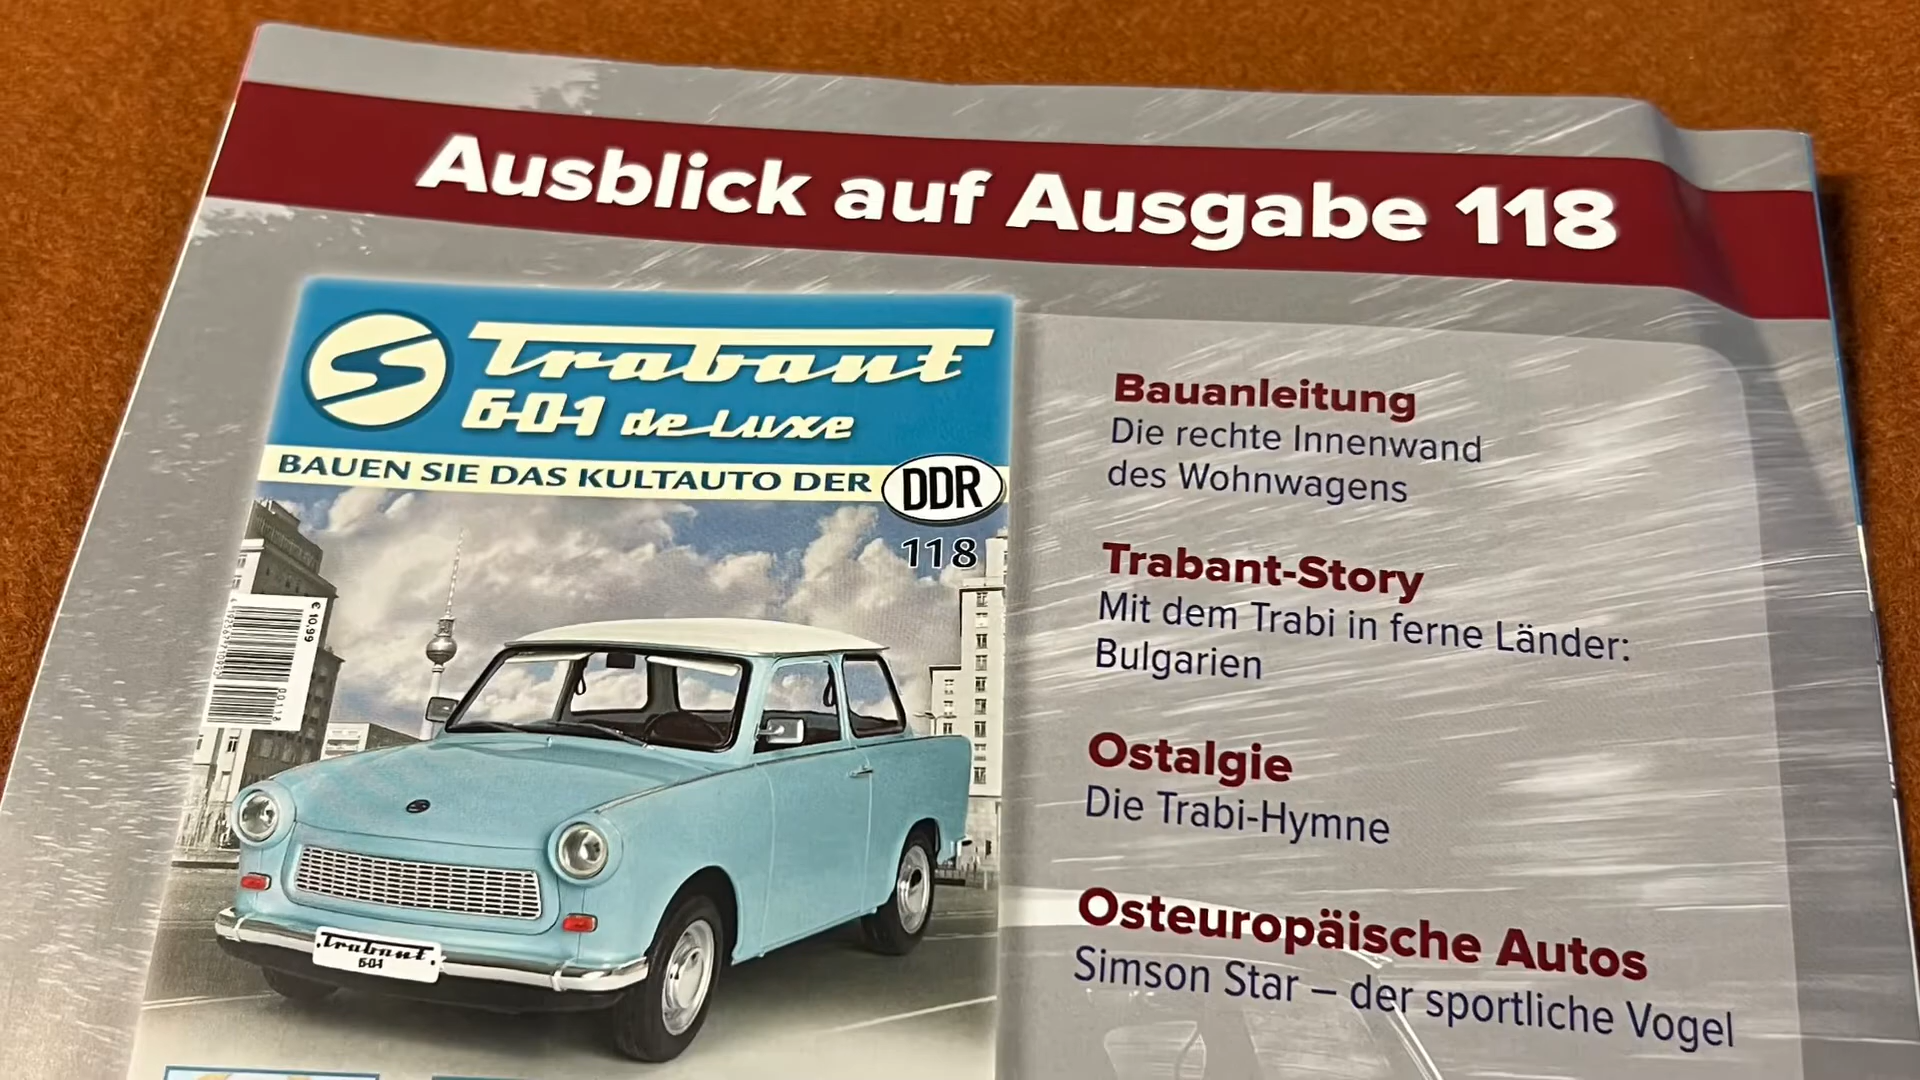 Ausblick auf Ausgabe 118
Trabant
601 de Luxe
BAUEN SIE DAS KULTAUTO DER DDR
118
€ 10,99
00118
Trabant
601
Bauanleitung
Die rechte Innenwand
des Wohnwagens
Trabant-Story
Mit dem Trabi in ferne Länder:
Bulgarien
Ostalgie
Die Trabi-Hymne
Osteuropäische Autos
Simson Star – der sportliche Vogel